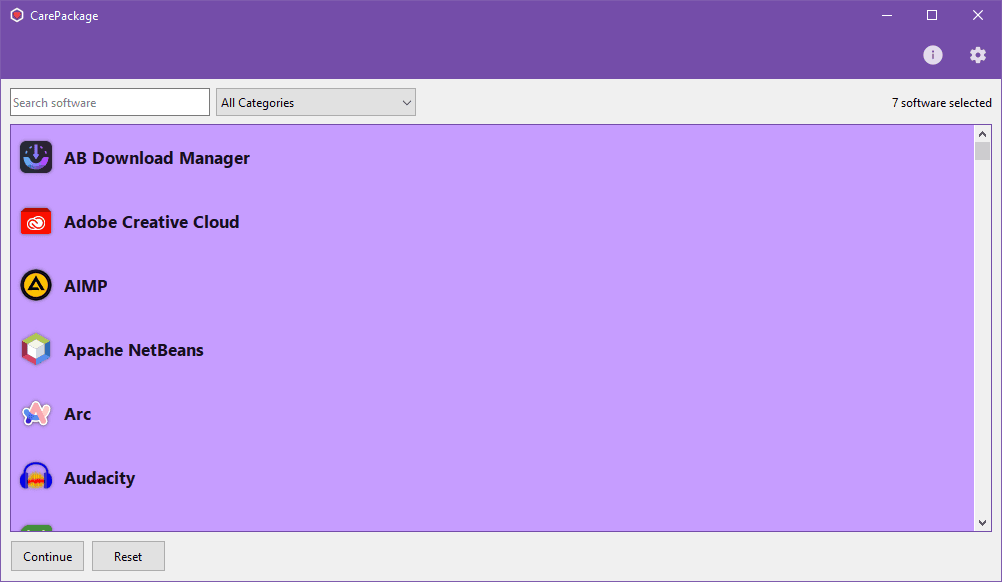 CarePackage
Search software
All Categories
7 software selected
AB Download Manager
Adobe Creative Cloud
AIMP
Apache NetBeans
Arc
Audacity
Continue
Reset